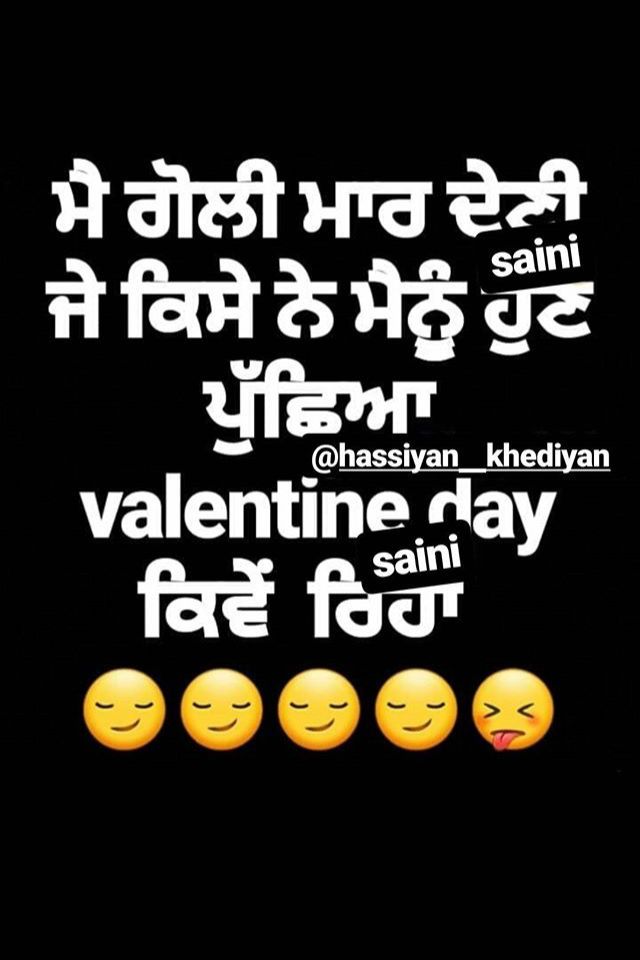 ਮੈ ਗੋਲੀ ਮਾਰ ਦੇਣੀ
saini
ਜੇ ਕਿਸੇ ਨੇ ਮੈਨੂੰ ਹੁਣ
ਪੁੱਛਿਆ
@hassiyan__khediyan
valentine day
saini
ਕਿਵੇਂ ਰਿਹਾ